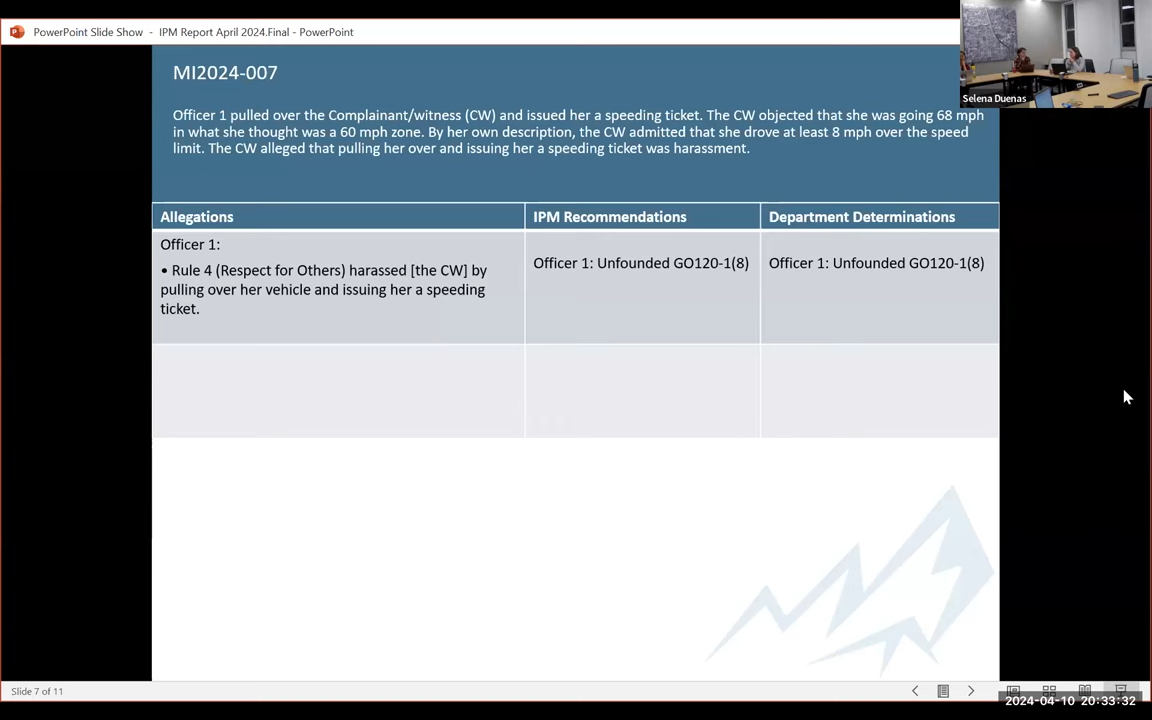 PowerPoint Slide Show - IPM Report April 2024.Final - PowerPoint
Selena Duenas
MI2024-007
Officer 1 pulled over the Complainant/witness (CW) and issued her a speeding ticket. The CW objected that she was going 68 mph
in what she thought was a 60 mph zone. By her own description, the CW admitted that she drove at least 8 mph over the speed
limit. The CW alleged that pulling her over and issuing her a speeding ticket was harassment.
Allegations
IPM Recommendations
Department Determinations
Officer 1:
• Rule 4 (Respect for Others) harassed [the CW] by
pulling over her vehicle and issuing her a speeding
ticket.
Officer 1: Unfounded GO120-1(8)
Officer 1: Unfounded GO120-1(8)
Slide 7 of 11
2024-04-10 20:33:32